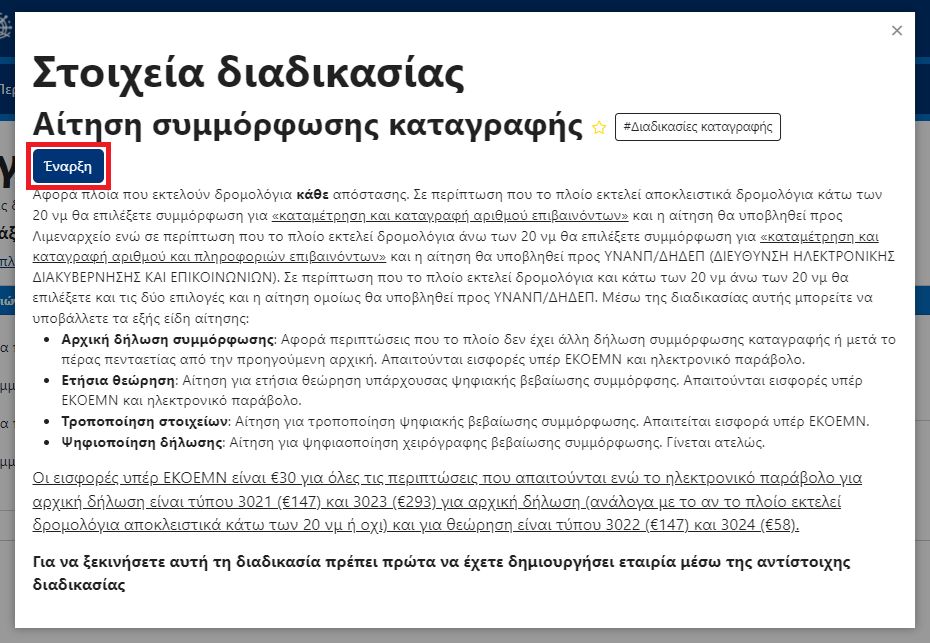 Στοιχεία διαδικασίας
Αίτηση συμμόρφωσης καταγραφής #Διαδικασίες καταγραφής
Έναρξη
Αφορά πλοία που εκτελούν δρομολόγια κάθε απόστασης. Σε περίπτωση που το πλοίο εκτελεί αποκλειστικά δρομολόγια κάτω των
20 νμ θα επιλέξετε συμμόρφωση για «καταμέτρηση και καταγραφή αριθμού επιβαινόντων» και η αίτηση θα υποβληθεί προς
Λιμεναρχείο ενώ σε περίπτωση που το πλοίο εκτελεί δρομολόγια άνω των 20 νμ θα επιλέξετε συμμόρφωση για «καταμέτρηση και
καταγραφή αριθμού και πληροφοριών επιβαινόντων» και η αίτηση θα υποβληθεί προς ΥΝΑΝΠ/ΔΗΔΕΠ (ΔΙΕΥΘΥΝΣΗ ΗΛΕΚΤΡΟΝΙΚΗΣ
ΔΙΑΚΥΒΕΡΝΗΣΗΣ ΚΑΙ ΕΠΙΚΟΙΝΩΝΙΩΝ). Σε περίπτωση που το πλοίο εκτελεί δρομολόγια και κάτω των 20 νμ άνω των 20 νμ θα
επιλέξετε και τις δύο επιλογές και η αίτηση ομοίως θα υποβληθεί προς ΥΝΑΝΠ/ΔΗΔΕΠ. Μέσω της διαδικασίας αυτής μπορείτε να
υποβάλλετε τα εξής είδη αίτησης:
• Αρχική δήλωση συμμόρφωσης: Αφορά περιπτώσεις που το πλοίο δεν έχει άλλη δήλωση συμμόρφωσης καταγραφής ή μετά το
πέρας πενταετίας από την προηγούμενη αρχική. Απαιτούνται εισφορές υπέρ ΕΚΟΕΜΝ και ηλεκτρονικό παράβολο.
• Ετήσια θεώρηση: Αίτηση για ετήσια θεώρηση υπάρχουσας ψηφιακής βεβαίωσης συμμόρφσης. Απαιτούνται εισφορές υπέρ
ΕΚΟΕΜΝ και ηλεκτρονικό παράβολο.
• Τροποποίηση στοιχείων: Αίτηση για τροποποίηση ψηφιακής βεβαίωσης συμμόρφωσης. Απαιτείται εισφορά υπέρ ΕΚΟΕΜΝ.
• Ψηφιοποίηση δήλωσης: Αίτηση για ψηφιαοποίηση χειρόγραφης βεβαίωσης συμμόρφωσης. Γίνεται ατελώς.
Οι εισφορές υπέρ ΕΚΟΕΜΝ είναι €30 για όλες τις περιπτώσεις που απαιτούνται ενώ το ηλεκτρονικό παράβολο για
αρχική δήλωση είναι τύπου 3021 (€147) και 3023 (€293) για αρχική δήλωση (ανάλογα με το αν το πλοίο εκτελεί
δρομολόγια αποκλειστικά κάτω των 20 νμ ή οχι) και για θεώρηση είναι τύπου 3022 (€147) και 3024 (€58).
Για να ξεκινήσετε αυτή τη διαδικασία πρέπει πρώτα να έχετε δημιουργήσει εταιρία μέσω της αντίστοιχης
διαδικασίας